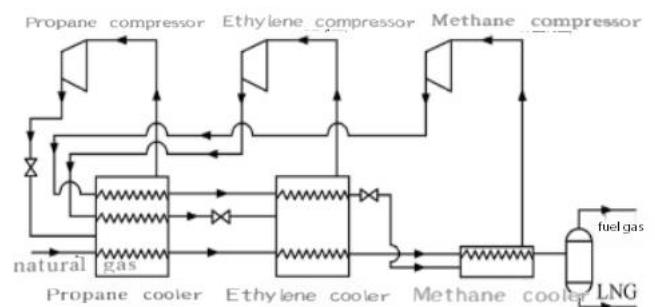 Propane compressor Ethylene compressor Methane compressor
fuel gas
natural gas
Propane cooler Ethylene cooler Methane cooler LNG